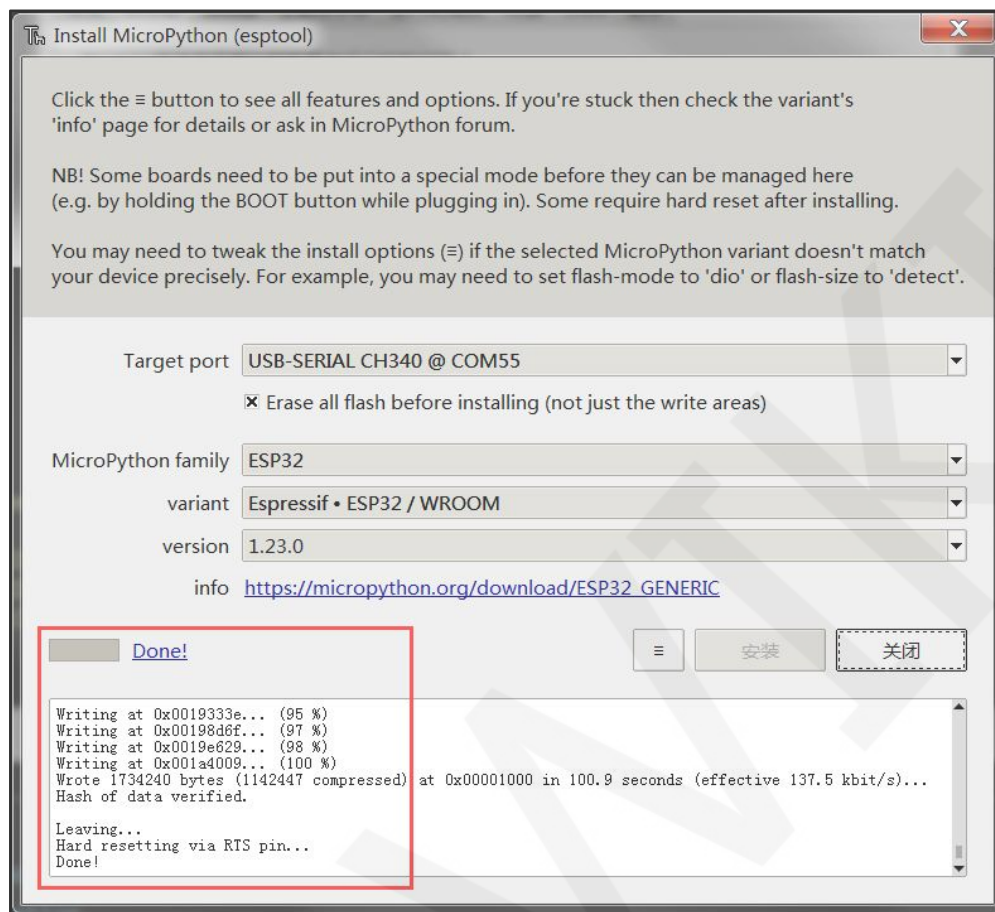 Install MicroPython (esptool)
Click the ≡ button to see all features and options. If you're stuck then check the variant's
'info' page for details or ask in MicroPython forum.
NB! Some boards need to be put into a special mode before they can be managed here
(e.g. by holding the BOOT button while plugging in). Some require hard reset after installing.
You may need to tweak the install options (≡) if the selected MicroPython variant doesn't match
your device precisely. For example, you may need to set flash-mode to 'dio' or flash-size to 'detect'.
Target port USB-SERIAL CH340 @ COM55
Erase all flash before installing (not just the write areas)
MicroPython family ESP32
variant Espressif • ESP32 / WROOM
version 1.23.0
info https://micropython.org/download/ESP32_GENERIC
Done! ≡ 安装 关闭
Writing at 0x0019333e... (95 %)
Writing at 0x00198d6f... (97 %)
Writing at 0x0019e629... (98 %)
Writing at 0x001a4009... (100 %)
Wrote 1734240 bytes (1142447 compressed) at 0x00001000 in 100.9 seconds (effective 137.5 kbit/s)...
Hash of data verified.
Leaving...
Hard resetting via RTS pin...
Done!